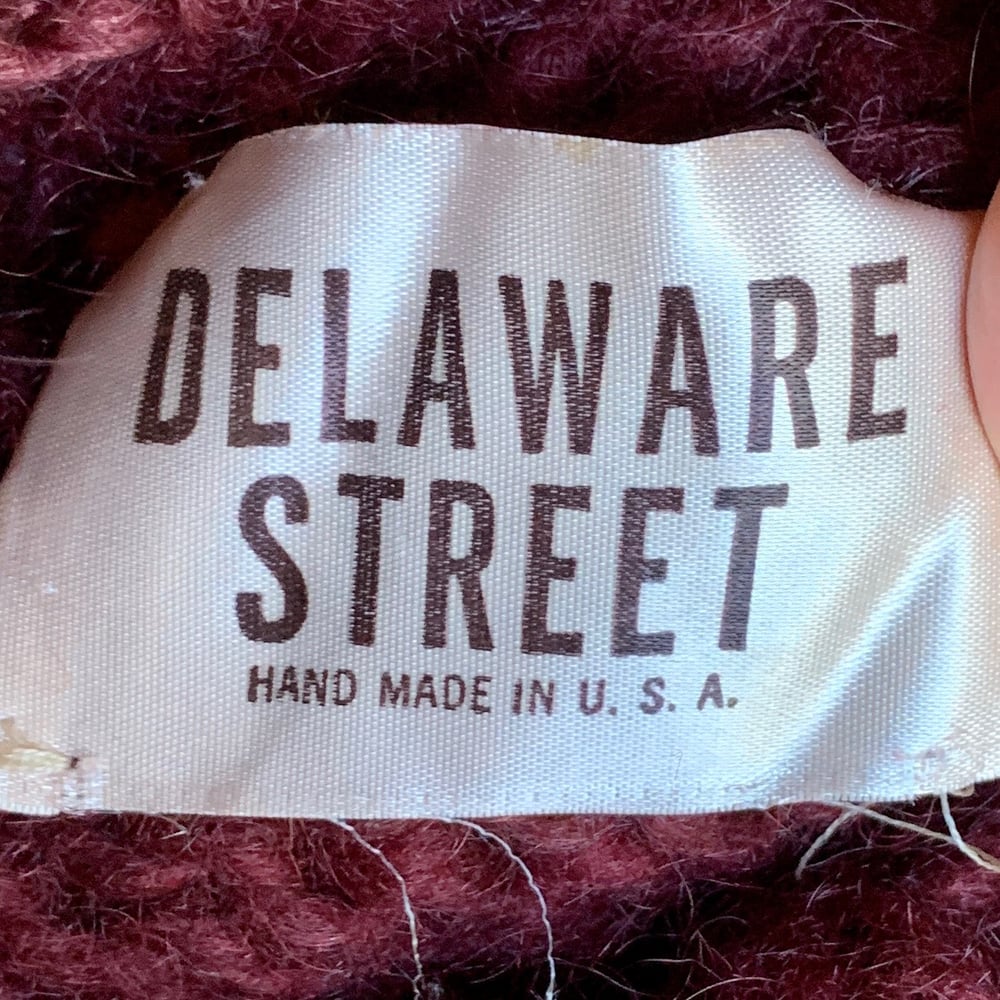 DELAWARE
STREET
HAND MADE IN U. S. A.